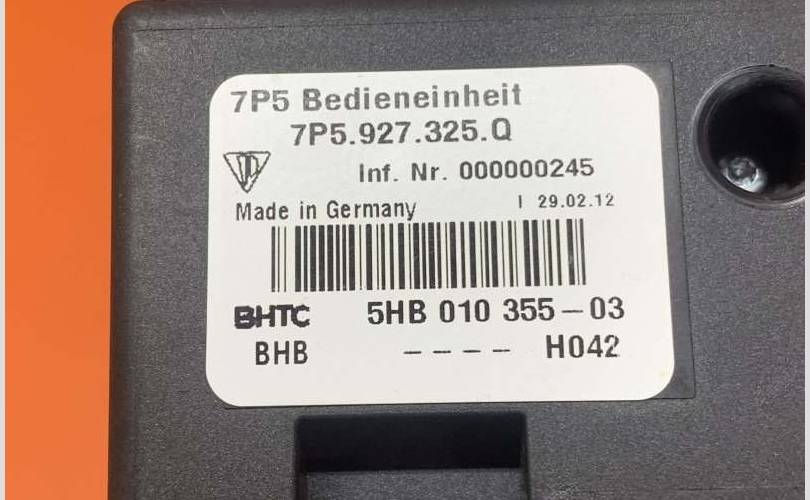 7P5 Bedieneinheit
7P5.927.325.Q
Inf. Nr. 000000245
Made in Germany I 29.02.12
BHTC 5HB 010 355-03
BHB ---- H042